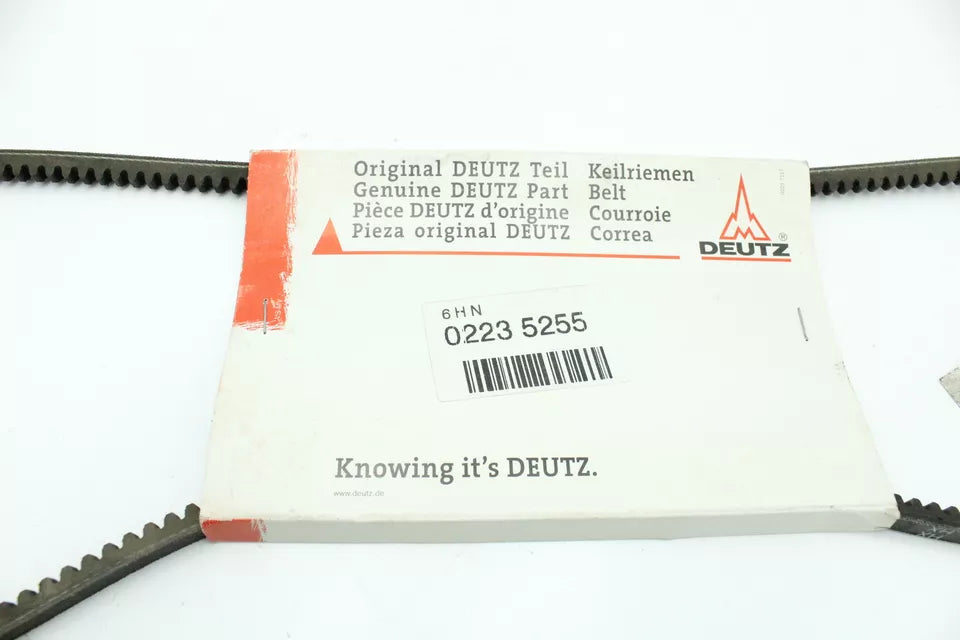 Original DEUTZ Teil Keilriemen
Genuine DEUTZ Part Belt
Pièce DEUTZ d'origine Courroie
Pieza original DEUTZ Correa
DEUTZ®
6HN
0223 5255
Knowing it's DEUTZ.
www.deutz.de